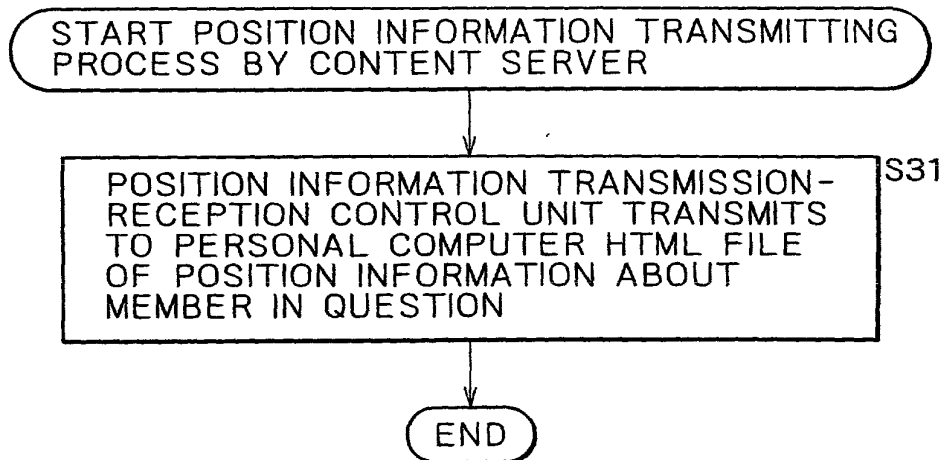 START POSITION INFORMATION TRANSMITTING
PROCESS BY CONTENT SERVER
S31
POSITION INFORMATION TRANSMISSION-
RECEPTION CONTROL UNIT TRANSMITS
TO PERSONAL COMPUTER HTML FILE
OF POSITION INFORMATION ABOUT
MEMBER IN QUESTION
END